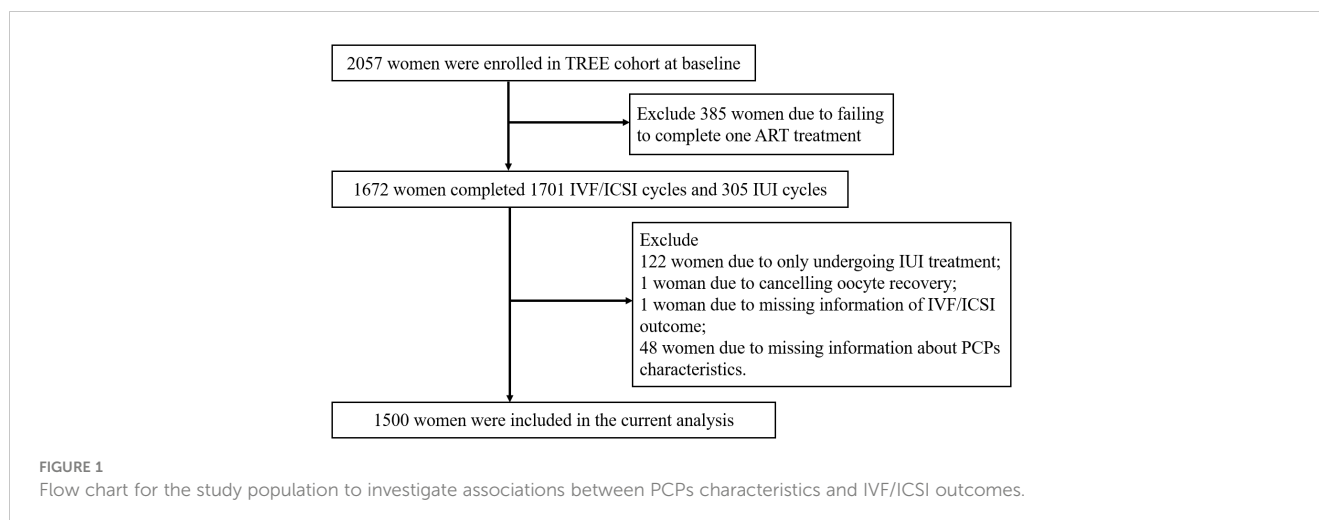 2057 women were enrolled in TREE cohort at baseline
Exclude 385 women due to failing
to complete one ART treatment
1672 women completed 1701 IVF/ICSI cycles and 305 IUI cycles
Exclude
122 women due to only undergoing IUI treatment;
1 woman due to cancelling oocyte recovery;
1 woman due to missing information of IVF/ICSI
outcome;
48 women due to missing information about PCPs
characteristics.
1500 women were included in the current analysis
FIGURE 1
Flow chart for the study population to investigate associations between PCPs characteristics and IVF/ICSI outcomes.